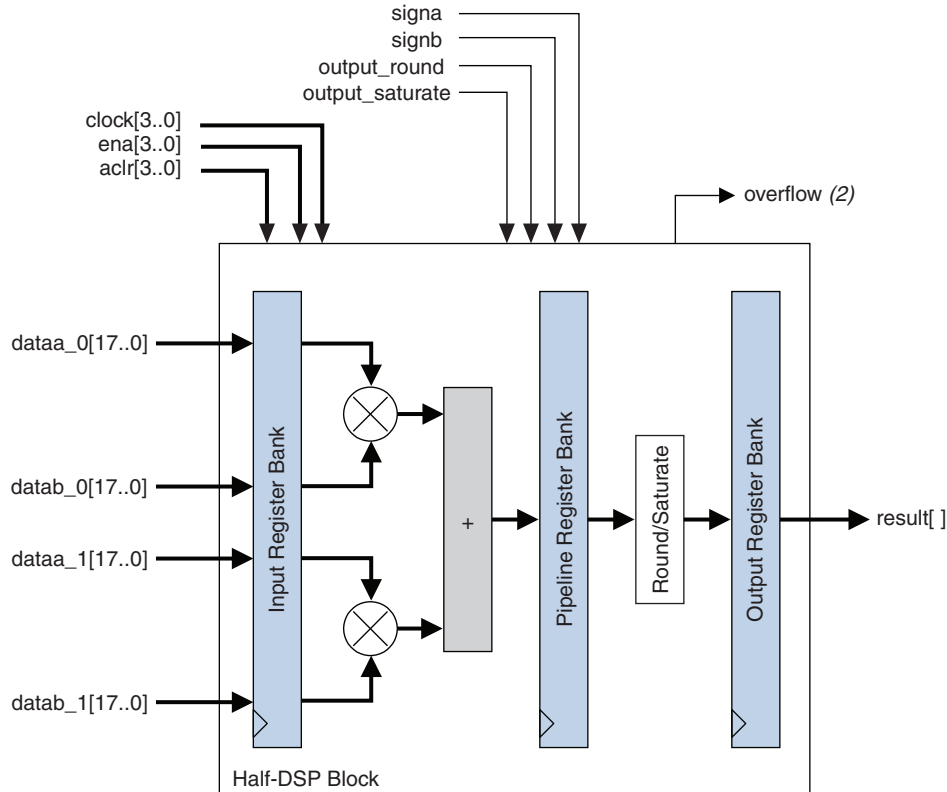 signa
signb
output_round
output_saturate
clock[3..0]
ena[3..0]
aclr[3..0]
overflow (2)
dataa_0[17..0]
datab_0[17..0]
dataa_1[17..0]
datab_1[17..0]
Input Register Bank
+
Pipeline Register Bank
Round/Saturate
Output Register Bank
result[ ]
Half-DSP Block